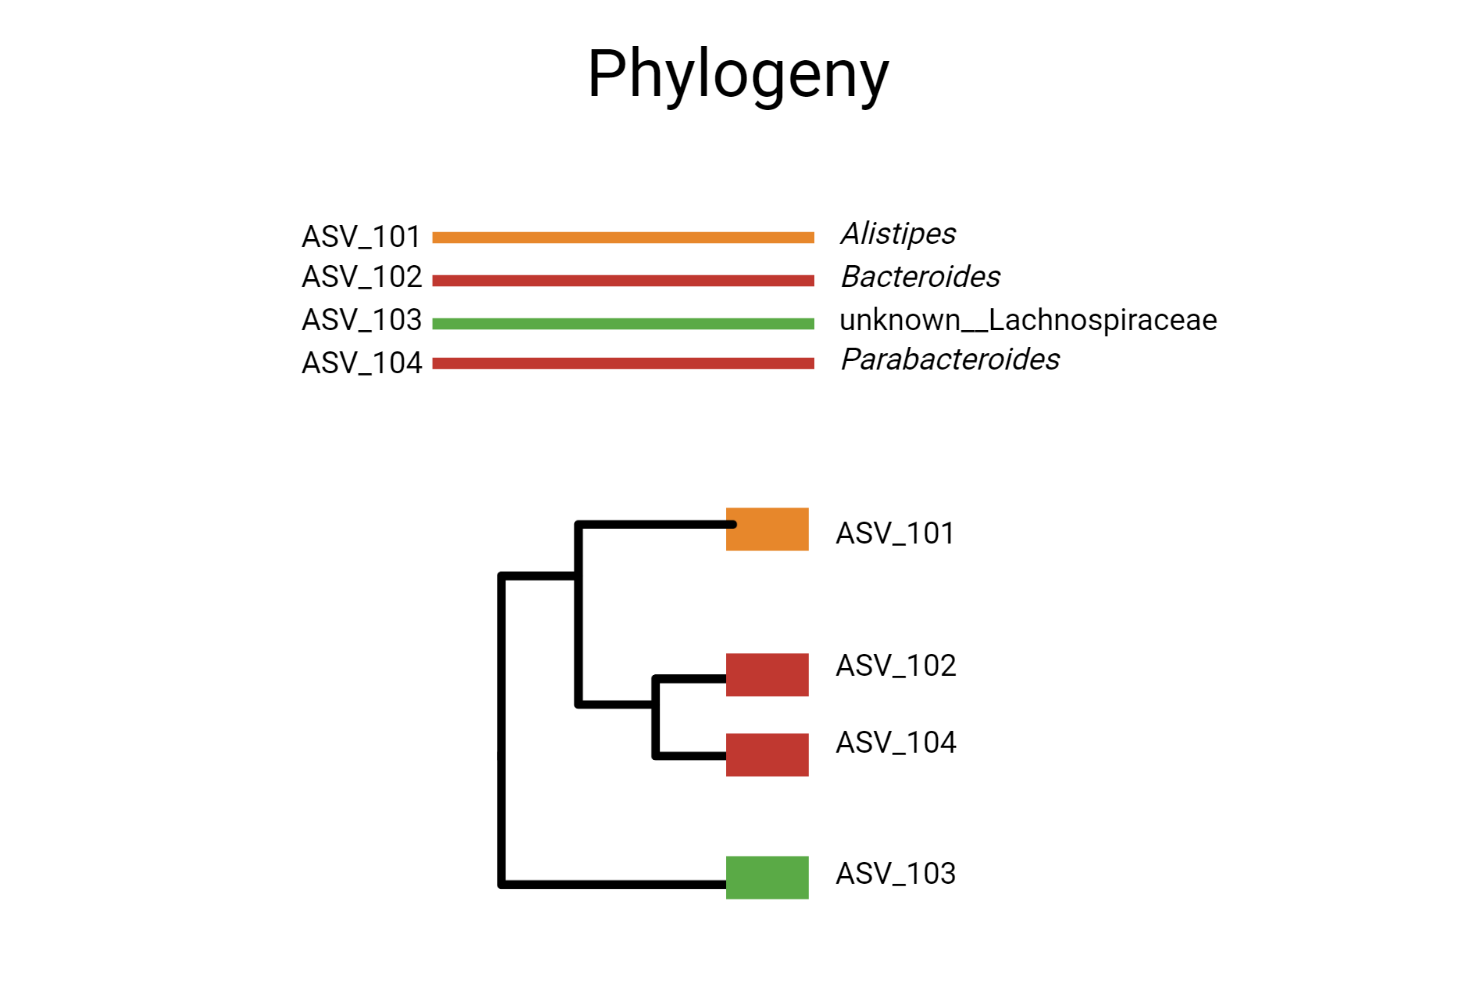 Phylogeny
ASV_101 Alistipes
ASV_102 Bacteroides
ASV_103 unknown__Lachnospiraceae
ASV_104 Parabacteroides
ASV_101
ASV_102
ASV_104
ASV_103